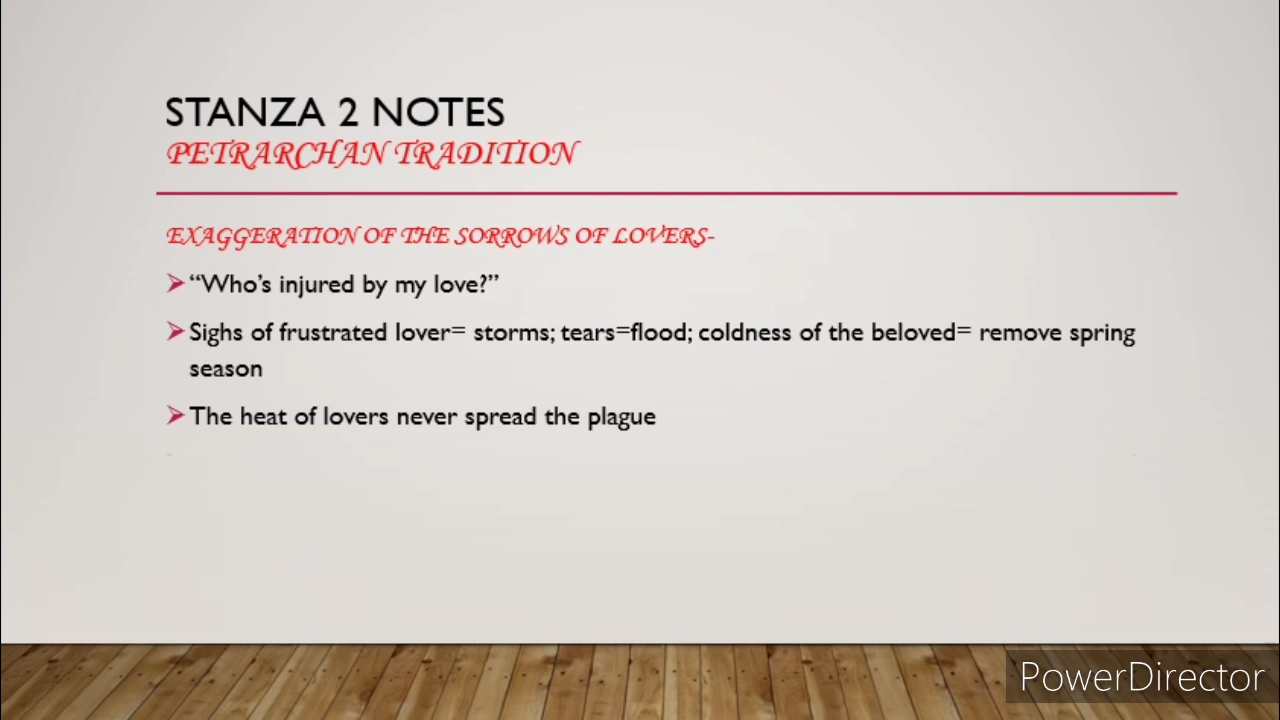 STANZA 2 NOTES
PETRARCHAN TRADITION
EXAGGERATION OF THE SORROWS OF LOVERS-
➢“Who’s injured by my love?”
➢Sighs of frustrated lover= storms; tears=flood; coldness of the beloved= remove spring
season
➢The heat of lovers never spread the plague
PowerDirector